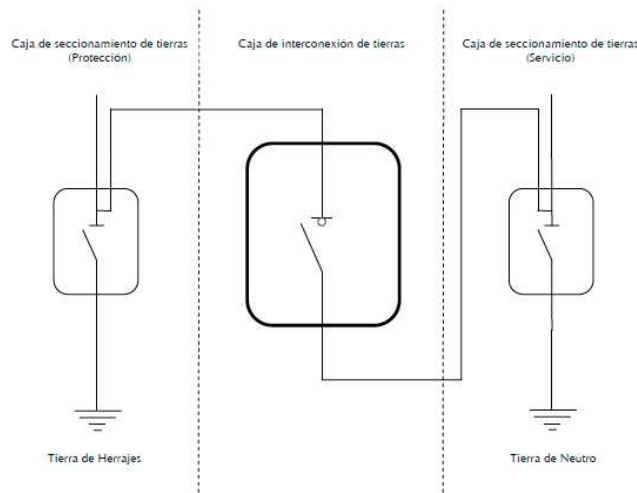 Caja de seccionamiento de tierras
(Protección)
Caja de interconexión de tierras
Caja de seccionamiento de tierras
(Servicio)
Tierra de Herrajes
Tierra de Neutro